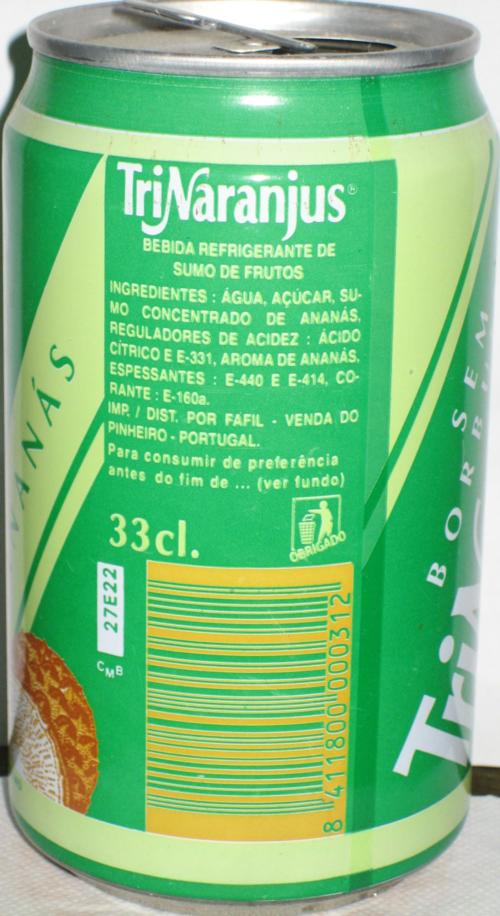 TriNaranjus®
BEBIDA REFRIGERANTE DE
SUMO DE FRUTOS
INGREDIENTES : ÁGUA, AÇÚCAR, SU-
MO CONCENTRADO DE ANANÁS,
REGULADORES DE ACIDEZ : ÁCIDO
CÍTRICO E E-331, AROMA DE ANANÁS,
ESPESSANTES : E-440 E E-414, CO-
RANTE : E-160a.
IMP. / DIST. POR FAFIL - VENDA DO
PINHEIRO - PORTUGAL.
Para consumir de preferência
antes do fim de ... (ver fundo)
33cl.
OBRIGADO
27E22
CMB
8 411800 000312
NANÁS
SEM
BOR
Tri